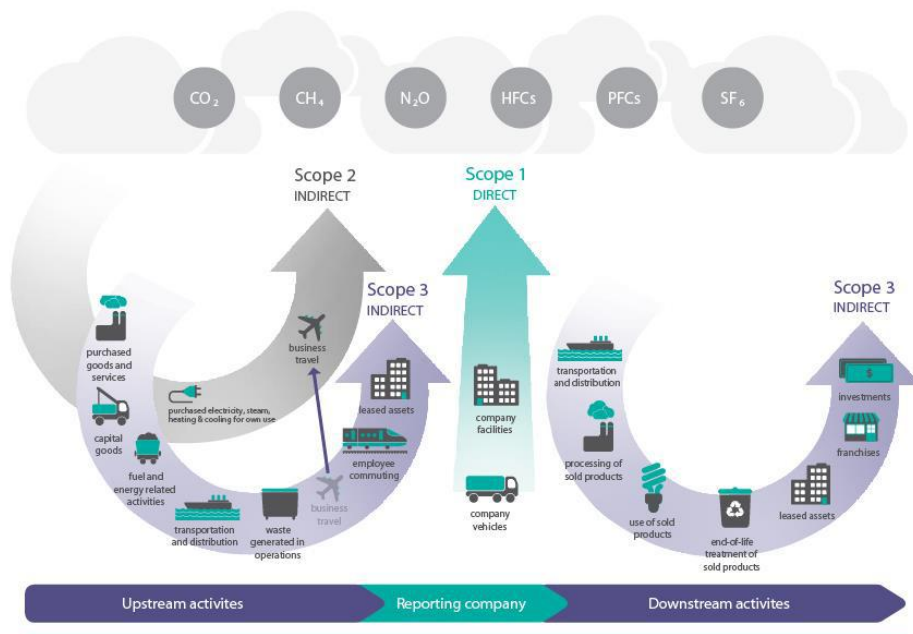 CO₂
CH₄
N₂O
HFCs
PFCs
SF₆
Scope 2
INDIRECT
Scope 1
DIRECT
Scope 3
INDIRECT
Scope 3
INDIRECT
purchased
goods and
services
capital
goods
fuel and
energy related
activities
transportation
and distribution
waste
generated in
operations
business
travel
employee
commuting
leased assets
purchased electricity, steam,
heating & cooling for own use
business
travel
company
facilities
company
vehicles
transportation
and distribution
processing of
sold products
use of sold
products
end-of-life
treatment of
sold products
leased assets
franchises
$
investments
Upstream activites
Reporting company
Downstream activites